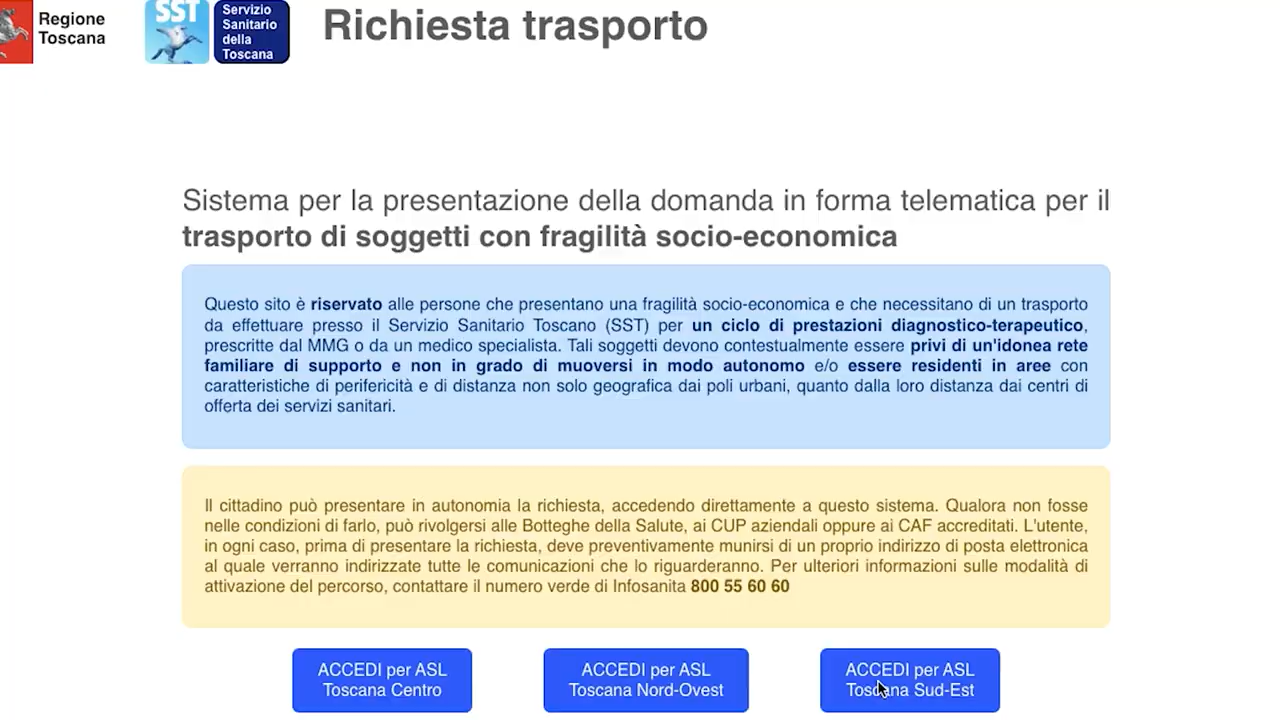 Regione
Toscana
SST
Servizio
Sanitario
della
Toscana
Richiesta trasporto
Sistema per la presentazione della domanda in forma telematica per il
trasporto di soggetti con fragilità socio-economica
Questo sito è riservato alle persone che presentano una fragilità socio-economica e che necessitano di un trasporto
da effettuare presso il Servizio Sanitario Toscano (SST) per un ciclo di prestazioni diagnostico-terapeutico,
prescritte dal MMG o da un medico specialista. Tali soggetti devono contestualmente essere privi di un'idonea rete
familiare di supporto e non in grado di muoversi in modo autonomo e/o essere residenti in aree con
caratteristiche di perifericità e di distanza non solo geografica dai poli urbani, quanto dalla loro distanza dai centri di
offerta dei servizi sanitari.
Il cittadino può presentare in autonomia la richiesta, accedendo direttamente a questo sistema. Qualora non fosse
nelle condizioni di farlo, può rivolgersi alle Botteghe della Salute, ai CUP aziendali oppure ai CAF accreditati. L'utente,
in ogni caso, prima di presentare la richiesta, deve preventivamente munirsi di un proprio indirizzo di posta elettronica
al quale verranno indirizzate tutte le comunicazioni che lo riguarderanno. Per ulteriori informazioni sulle modalità di
attivazione del percorso, contattare il numero verde di Infosanita 800 55 60 60
ACCEDI per ASL
Toscana Centro
ACCEDI per ASL
Toscana Nord-Ovest
ACCEDI per ASL
Toscana Sud-Est